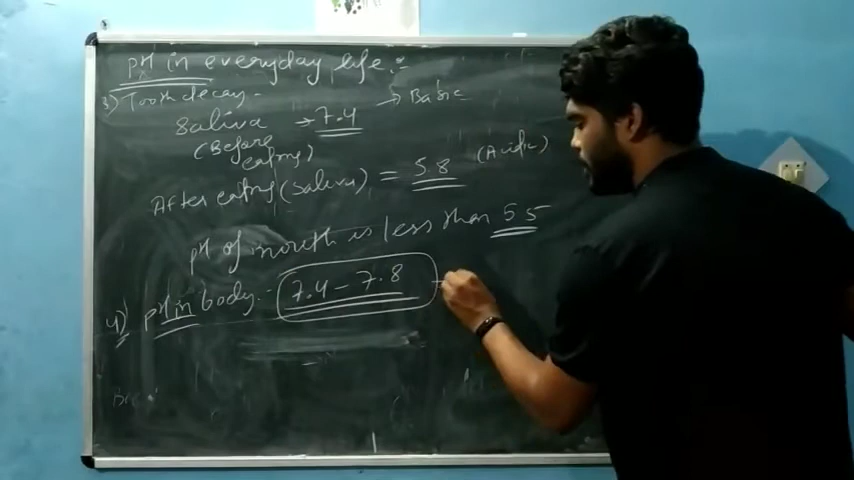 pH in everyday life :-
3) Tooth decay -
Saliva → 7.4 → Basic
(Before eating)
After eating (saliva) = 5.8 (Acidic)
pH of mouth is less than 5.5
4) pH in body :- 7.4 - 7.8